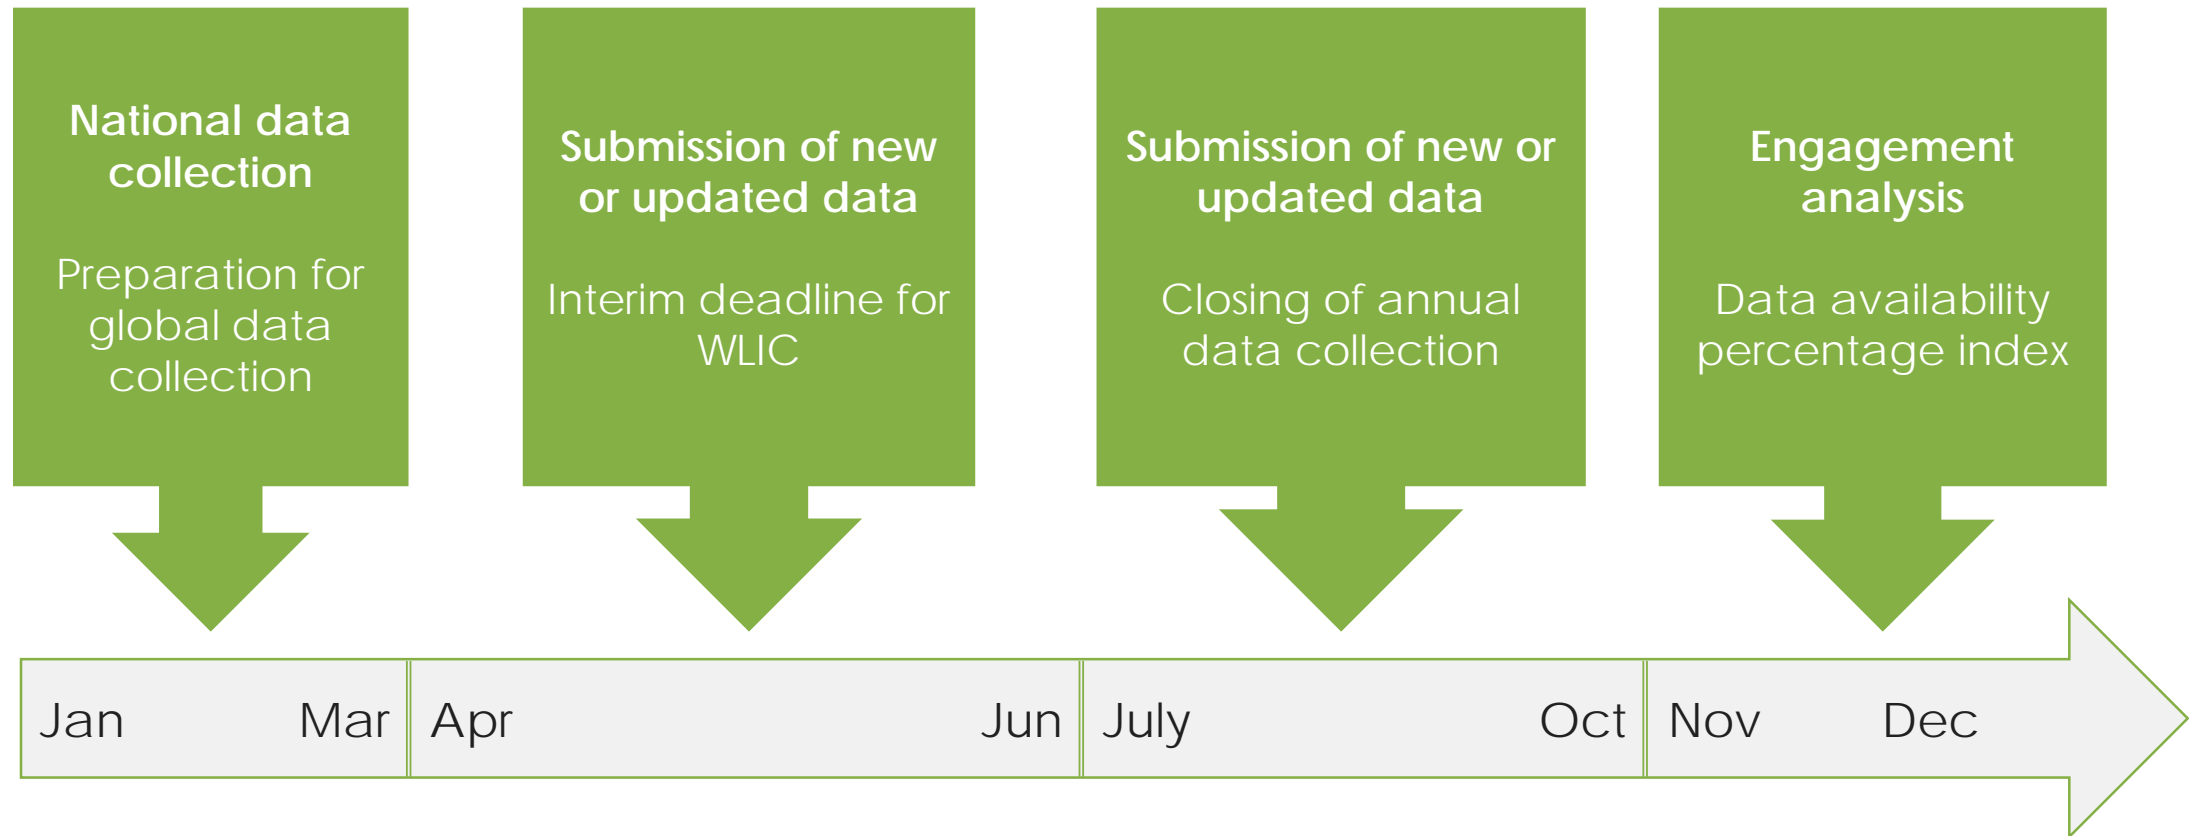 National data
collection
Preparation for
global data
collection
Submission of new
or updated data
Interim deadline for
WLIC
Submission of new or
updated data
Closing of annual
data collection
Engagement
analysis
Data availability
percentage index
Jan Mar Apr Jun July Oct Nov Dec